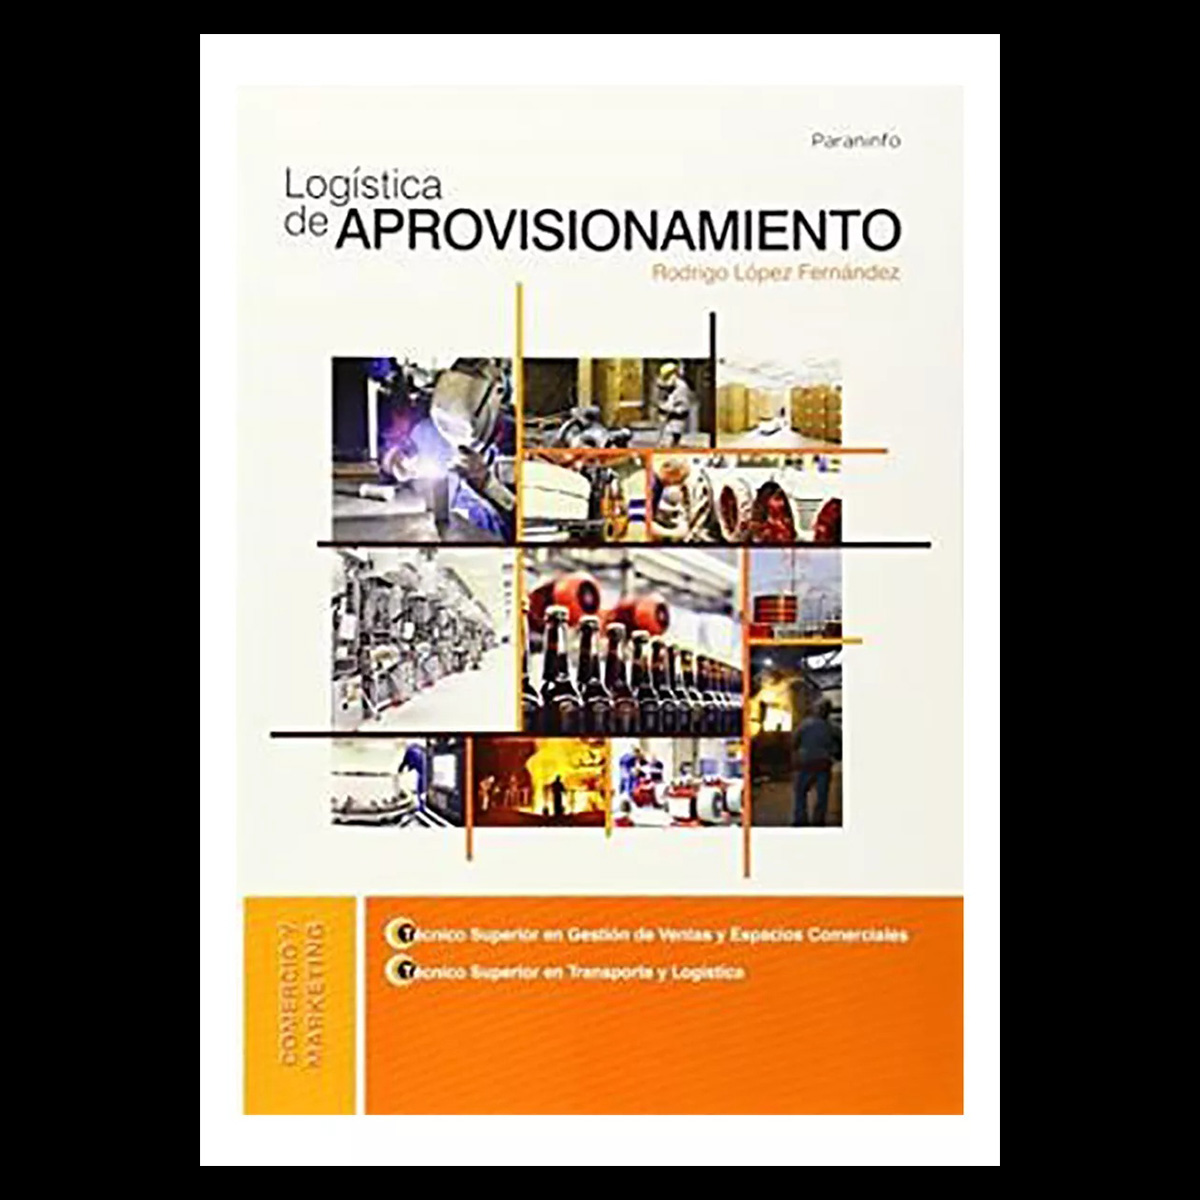 Paraninfo
Logística
de APROVISIONAMIENTO
Rodrigo López Fernández
COMERCIO Y
MARKETING
Técnico Superior en Gestión de Ventas y Espacios Comerciales
Técnico Superior en Transporte y Logística